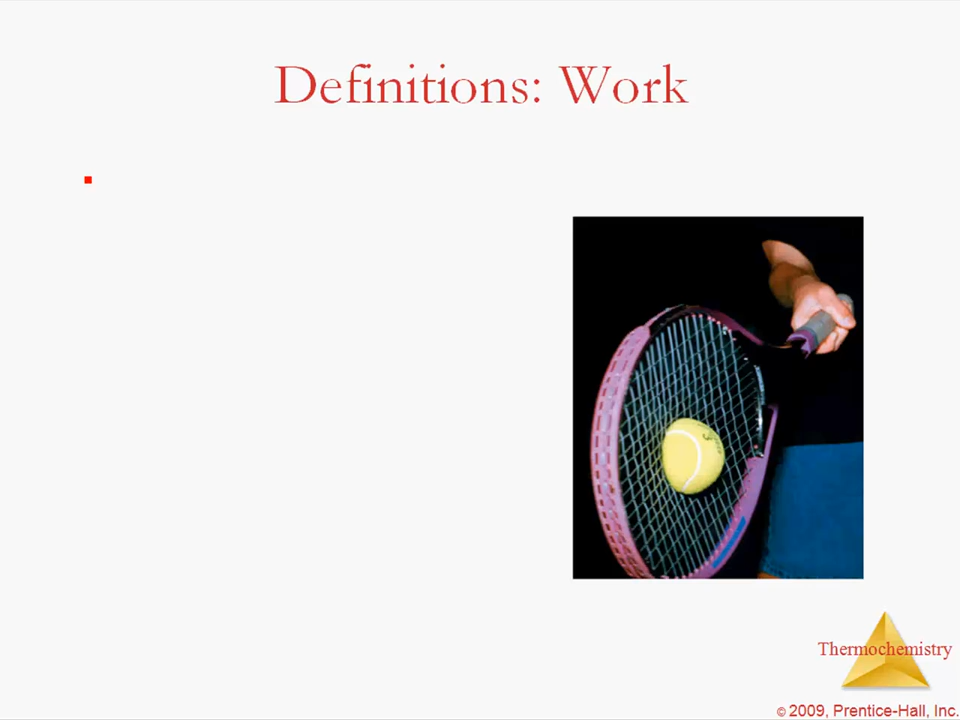 Definitions: Work
Thermochemistry
© 2009, Prentice-Hall, Inc.